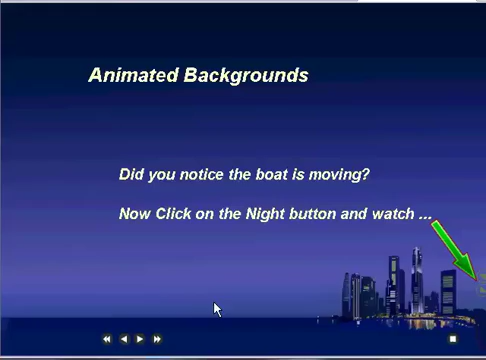 Animated Backgrounds
Did you notice the boat is moving?
Now Click on the Night button and watch ...